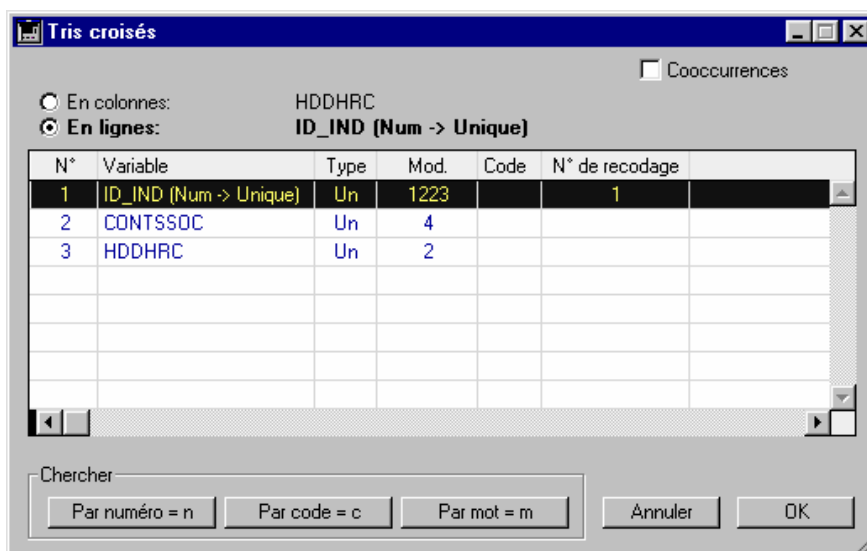 Tris croisés
Cooccurrences
En colonnes: HDDHRC
En lignes: ID_IND (Num -> Unique)
N° Variable Type Mod. Code N° de recodage
1 ID_IND (Num -> Unique) Un 1223 1
2 CONTSSOC Un 4
3 HDDHRC Un 2
Chercher
Par numéro = n Par code = c Par mot = m Annuler OK